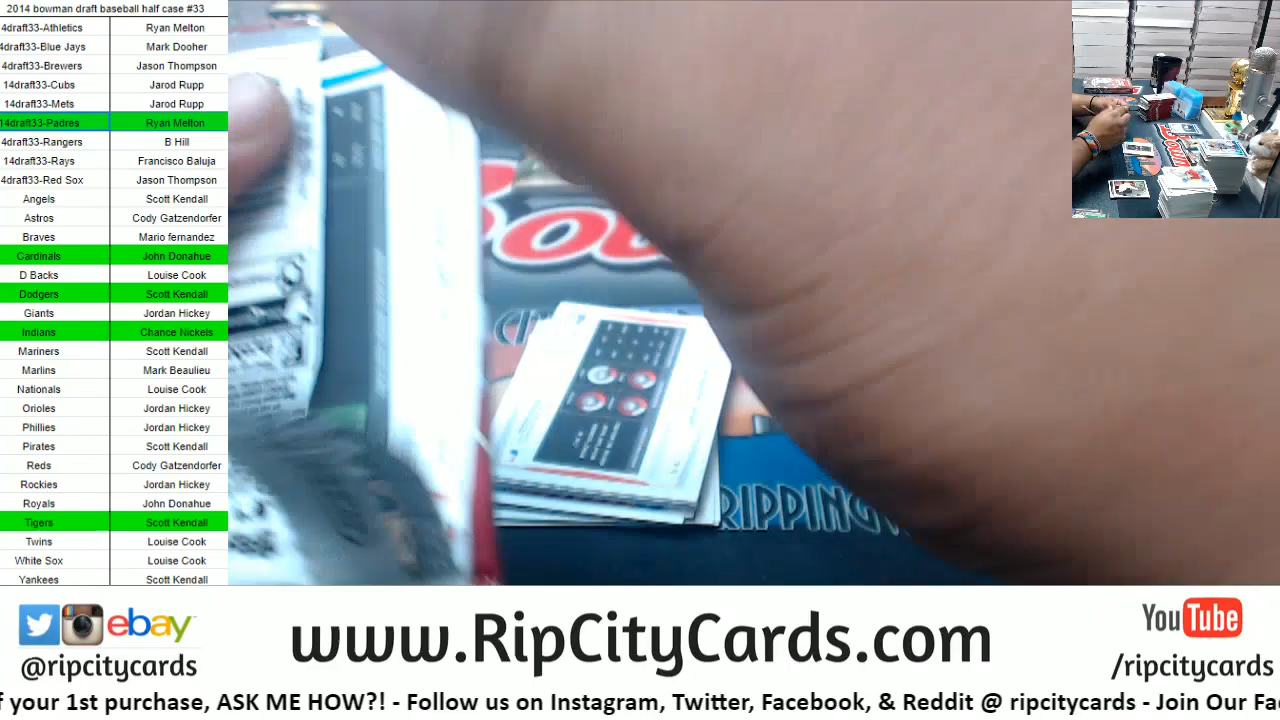 2014 bowman draft baseball half case #33
4draft33-Athletics Ryan Melton
4draft33-Blue Jays Mark Dooher
4draft33-Brewers Jason Thompson
14draft33-Cubs Jarod Rupp
14draft33-Mets Jarod Rupp
14draft33-Padres Ryan Melton
4draft33-Rangers B Hill
14draft33-Rays Francisco Baluja
4draft33-Red Sox Jason Thompson
Angels Scott Kendall
Astros Cody Gatzendorfer
Braves Mario fernandez
Cardinals John Donahue
D Backs Louise Cook
Dodgers Scott Kendall
Giants Jordan Hickey
Indians Chance Nickels
Mariners Scott Kendall
Marlins Mark Beaulieu
Nationals Louise Cook
Orioles Jordan Hickey
Phillies Jordan Hickey
Pirates Scott Kendall
Reds Cody Gatzendorfer
Rockies Jordan Hickey
Royals John Donahue
Tigers Scott Kendall
Twins Louise Cook
White Sox Louise Cook
Yankees Scott Kendall
RIPPING
ebay
@ripcitycards
www.RipCityCards.com
YouTube
/ripcitycards
f your 1st purchase, ASK ME HOW?! - Follow us on Instagram, Twitter, Facebook, & Reddit @ ripcitycards - Join Our Fa